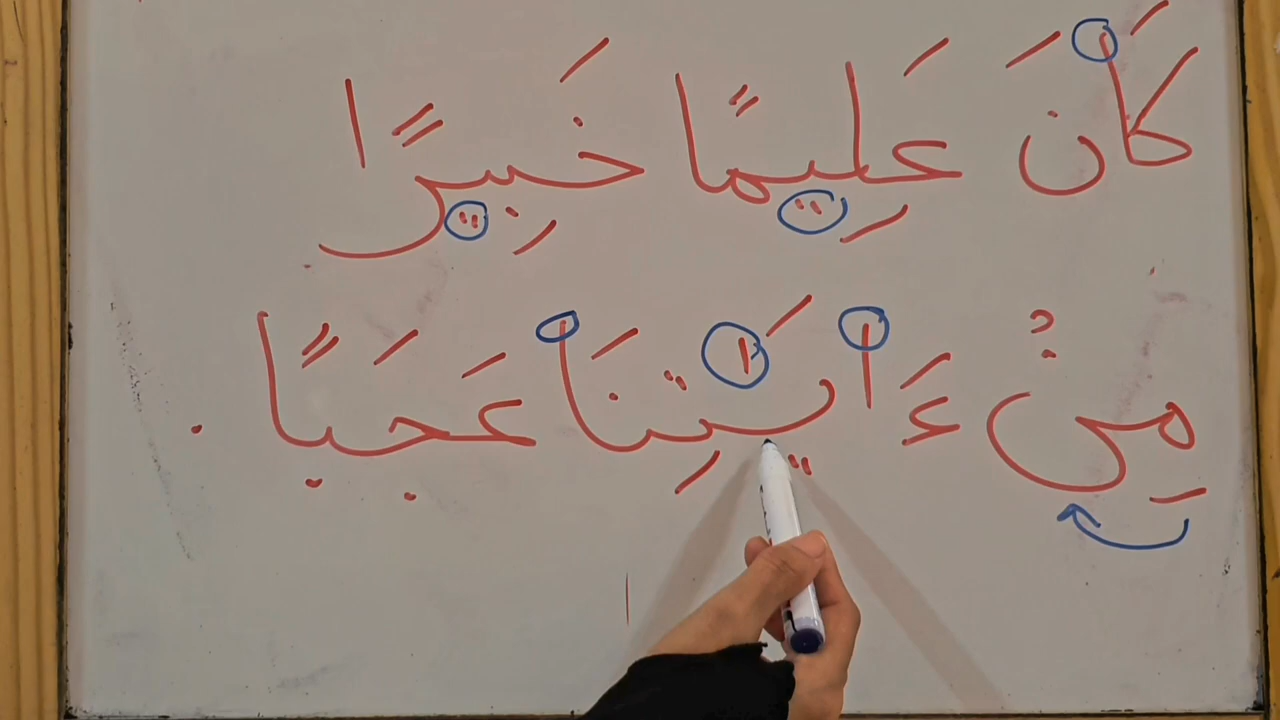 كَانَ عَلِيمًا خَبِيرًا
مِنْ ءَايَٰتِنَا عَجَبًا .